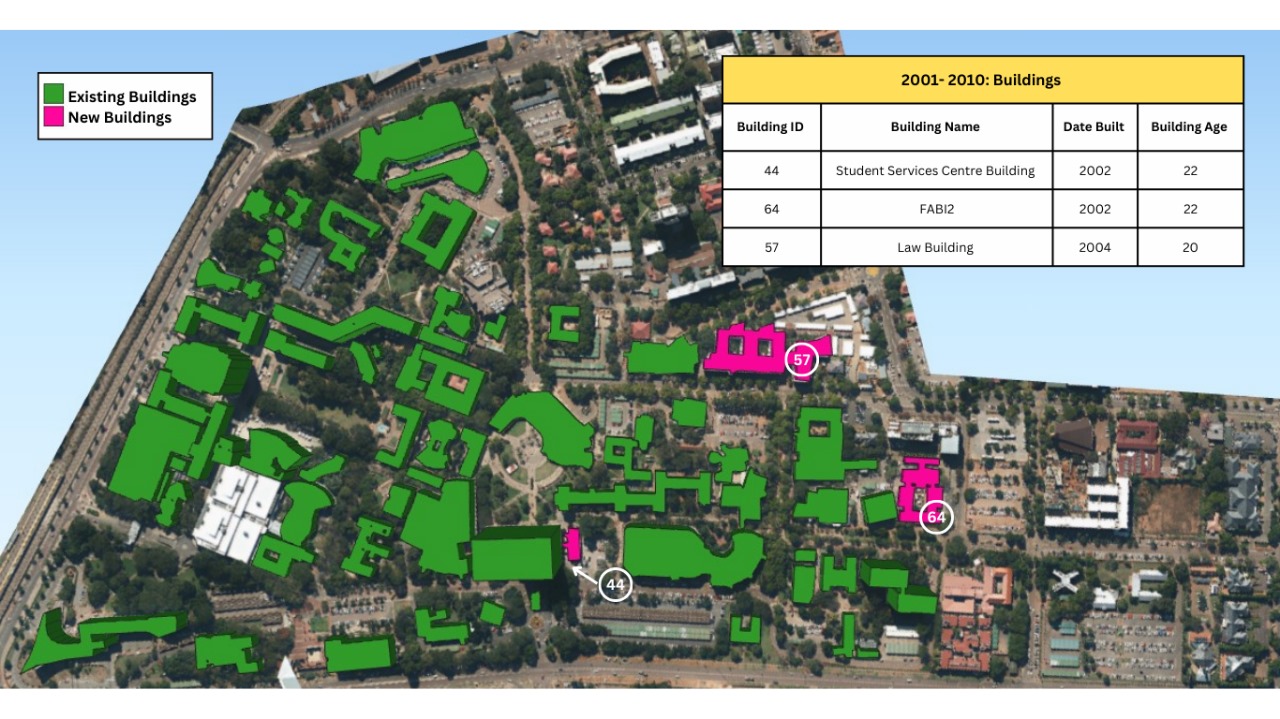 Existing Buildings
New Buildings
2001- 2010: Buildings
Building ID Building Name Date Built Building Age
44 Student Services Centre Building 2002 22
64 FABI2 2002 22
57 Law Building 2004 20
57
64
44